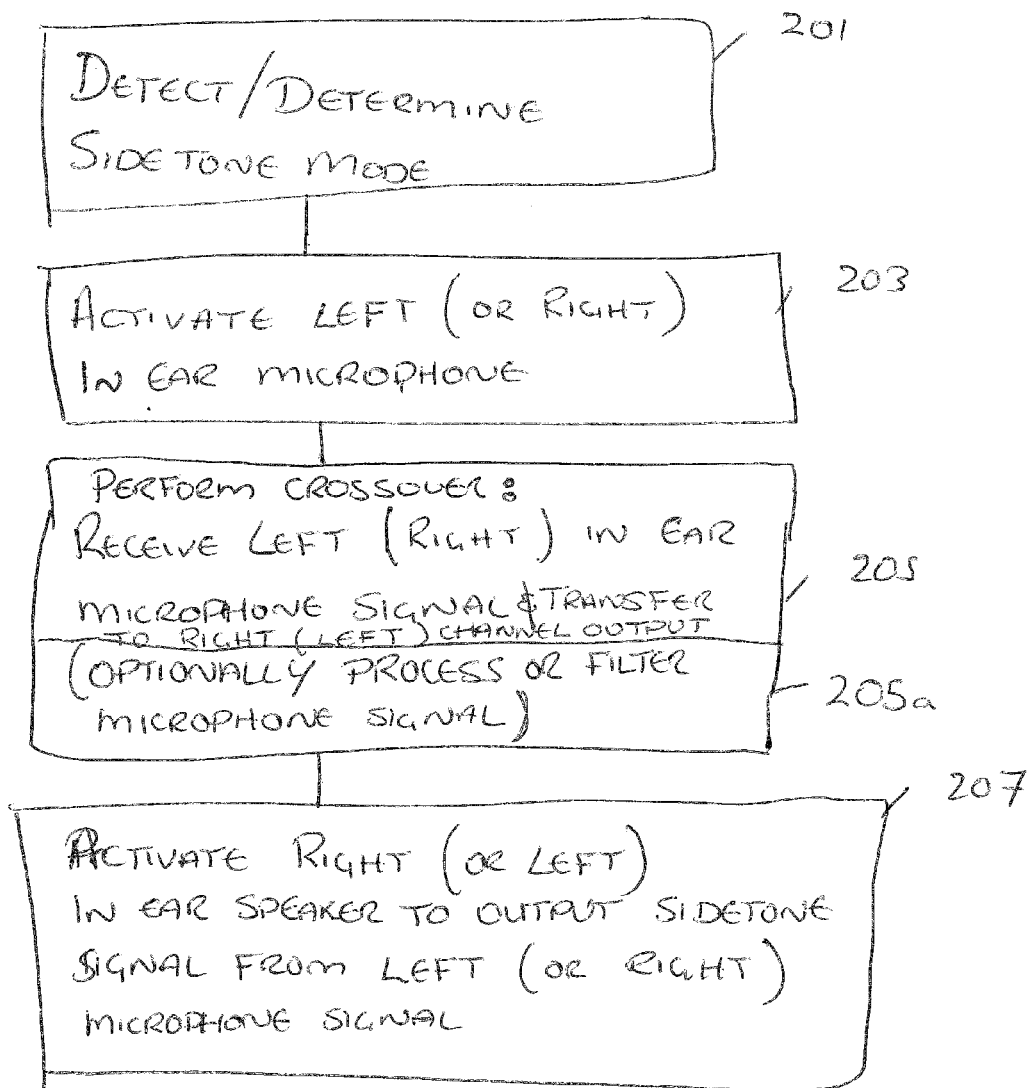 201
DETECT/DETERMINE
SIDETONE MODE
203
ACTIVATE LEFT (OR RIGHT)
IN EAR MICROPHONE
PERFORM CROSSOVER:
RECEIVE LEFT (RIGHT) IN EAR
MICROPHONE SIGNAL & TRANSFER
TO RIGHT (LEFT) CHANNEL OUTPUT
205
(OPTIONALLY PROCESS OR FILTER
MICROPHONE SIGNAL)
205a
207
ACTIVATE RIGHT (OR LEFT)
IN EAR SPEAKER TO OUTPUT SIDETONE
SIGNAL FROM LEFT (OR RIGHT)
MICROPHONE SIGNAL